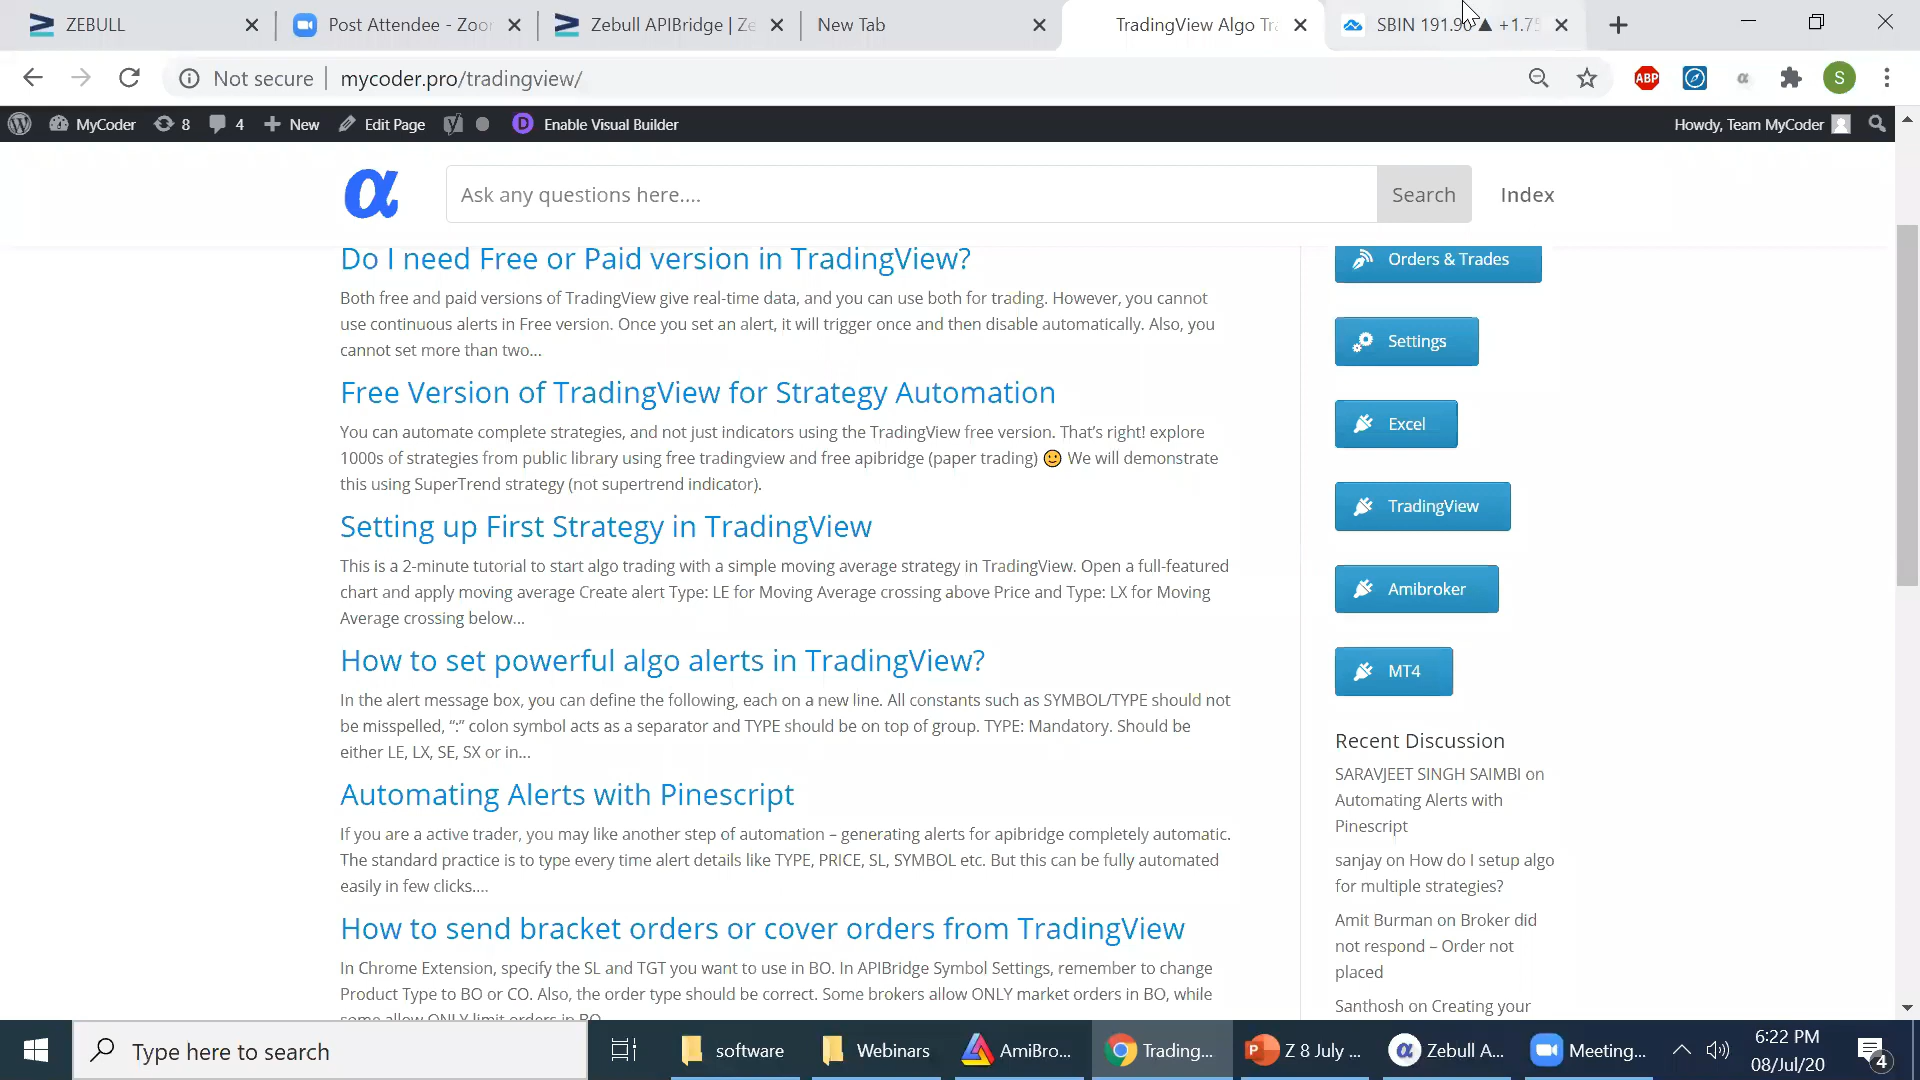 ZEBULL
Post Attendee - Zoo
Zebull APIBridge | Ze
New Tab
TradingView Algo Tr
SBIN 191.90 ▲ +1.75
Not secure
mycoder.pro/tradingview/
ABP
S
MyCoder
8
4
New
Edit Page
D
Enable Visual Builder
Howdy, Team MyCoder
α
Ask any questions here....
Search
Index
Do I need Free or Paid version in TradingView?
Both free and paid versions of TradingView give real-time data, and you can use both for trading. However, you cannot
use continuous alerts in Free version. Once you set an alert, it will trigger once and then disable automatically. Also, you
cannot set more than two...
Free Version of TradingView for Strategy Automation
You can automate complete strategies, and not just indicators using the TradingView free version. That’s right! explore
1000s of strategies from public library using free tradingview and free apibridge (paper trading) 🙂 We will demonstrate
this using SuperTrend strategy (not supertrend indicator).
Setting up First Strategy in TradingView
This is a 2-minute tutorial to start algo trading with a simple moving average strategy in TradingView. Open a full-featured
chart and apply moving average Create alert Type: LE for Moving Average crossing above Price and Type: LX for Moving
Average crossing below...
How to set powerful algo alerts in TradingView?
In the alert message box, you can define the following, each on a new line. All constants such as SYMBOL/TYPE should not
be misspelled, “:” colon symbol acts as a separator and TYPE should be on top of group. TYPE: Mandatory. Should be
either LE, LX, SE, SX or in...
Automating Alerts with Pinescript
If you are a active trader, you may like another step of automation – generating alerts for apibridge completely automatic.
The standard practice is to type every time alert details like TYPE, PRICE, SL, SYMBOL etc. But this can be fully automated
easily in few clicks....
How to send bracket orders or cover orders from TradingView
In Chrome Extension, specify the SL and TGT you want to use in BO. In APIBridge Symbol Settings, remember to change
Product Type to BO or CO. Also, the order type should be correct. Some brokers allow ONLY market orders in BO, while
some allow ONLY limit orders in BO
Orders & Trades
Settings
Excel
TradingView
Amibroker
MT4
Recent Discussion
SARAVJEET SINGH SAIMBI on
Automating Alerts with
Pinescript
sanjay on How do I setup algo
for multiple strategies?
Amit Burman on Broker did
not respond – Order not
placed
Santhosh on Creating your
Type here to search
software
Webinars
AmiBro...
Trading...
Z 8 July ...
Zebull A...
Meeting...
6:22 PM
08/Jul/20
4